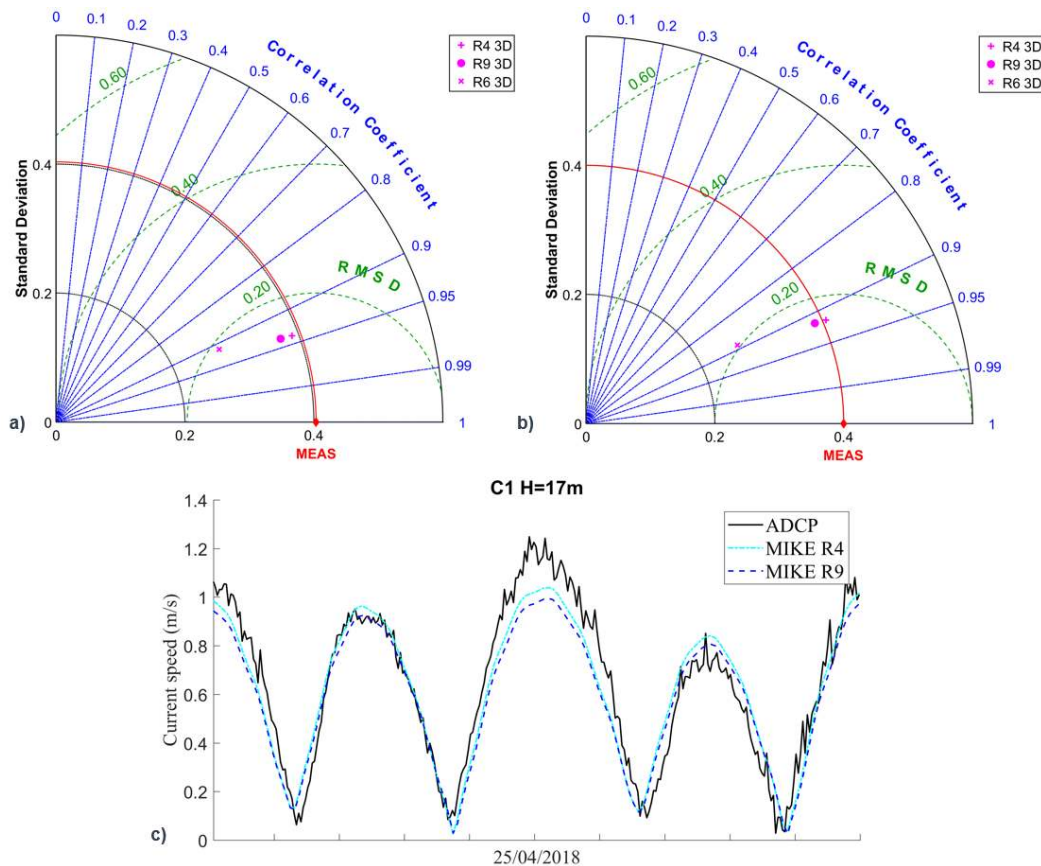 0
0.1
0.2
0.3
0.4
0.5
0.6
0.7
0.8
0.9
0.95
0.99
1
Correlation Coefficient
+ R4 3D
● R9 3D
× R6 3D
0.60
0.40
0.20
RMSD
Standard Deviation
0.4
0.2
0
0
0.2
0.4
MEAS
a)
0
0.1
0.2
0.3
0.4
0.5
0.6
0.7
0.8
0.9
0.95
0.99
1
Correlation Coefficient
+ R4 3D
● R9 3D
× R6 3D
0.60
0.40
0.20
RMSD
Standard Deviation
0.4
0.2
0
0
0.2
0.4
MEAS
b)
C1 H=17m
1.4
1.2
1
0.8
0.6
0.4
0.2
0
Current speed (m/s)
ADCP
MIKE R4
MIKE R9
25/04/2018
c)